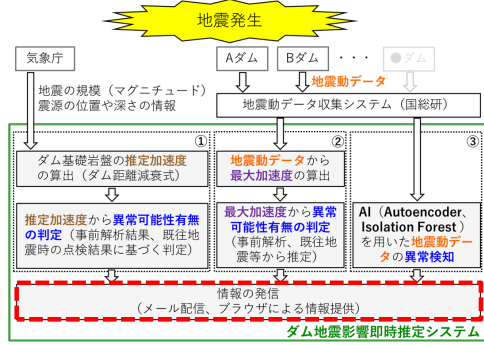 地震発生
気象庁
Aダム
Bダム
・・・
●ダム
地震動データ
地震の規模(マグニチュード)
震源の位置や深さの情報
地震動データ収集システム(国総研)
①
ダム基礎岩盤の推定加速度
の算出(ダム距離減衰式)
推定加速度から異常可能性有無
の判定(事前解析結果、既往地
震時の点検結果に基づく判定)
②
地震動データから
最大加速度の算出
最大加速度から異常
可能性有無の判定
(事前解析、既往地
震等から推定)
③
AI(Autoencoder、
Isolation Forest)
を用いた地震動デー
タの異常検知
情報の発信
(メール配信、ブラウザによる情報提供)
ダム地震影響即時推定システム